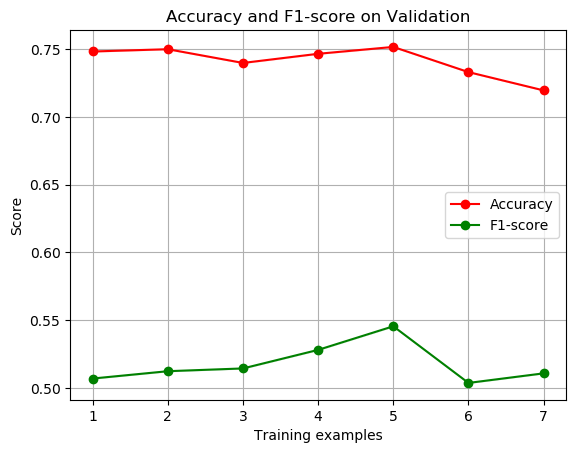 Accuracy and F1-score on Validation
0.75
0.70
0.65
0.60
0.55
0.50
Score
Accuracy
F1-score
1 2 3 4 5 6 7
Training examples